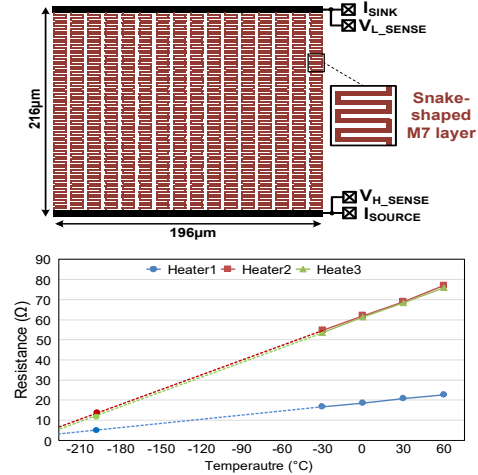 I_SINK
V_L_SENSE
216µm
Snake-
shaped
M7 layer
V_H_SENSE
I_SOURCE
196µm
Heater1 Heater2 Heate3
90
80
70
60
50
40
30
20
10
0
Resistance (Ω)
-210 -180 -150 -120 -90 -60 -30 0 30 60
Temperautre (°C)